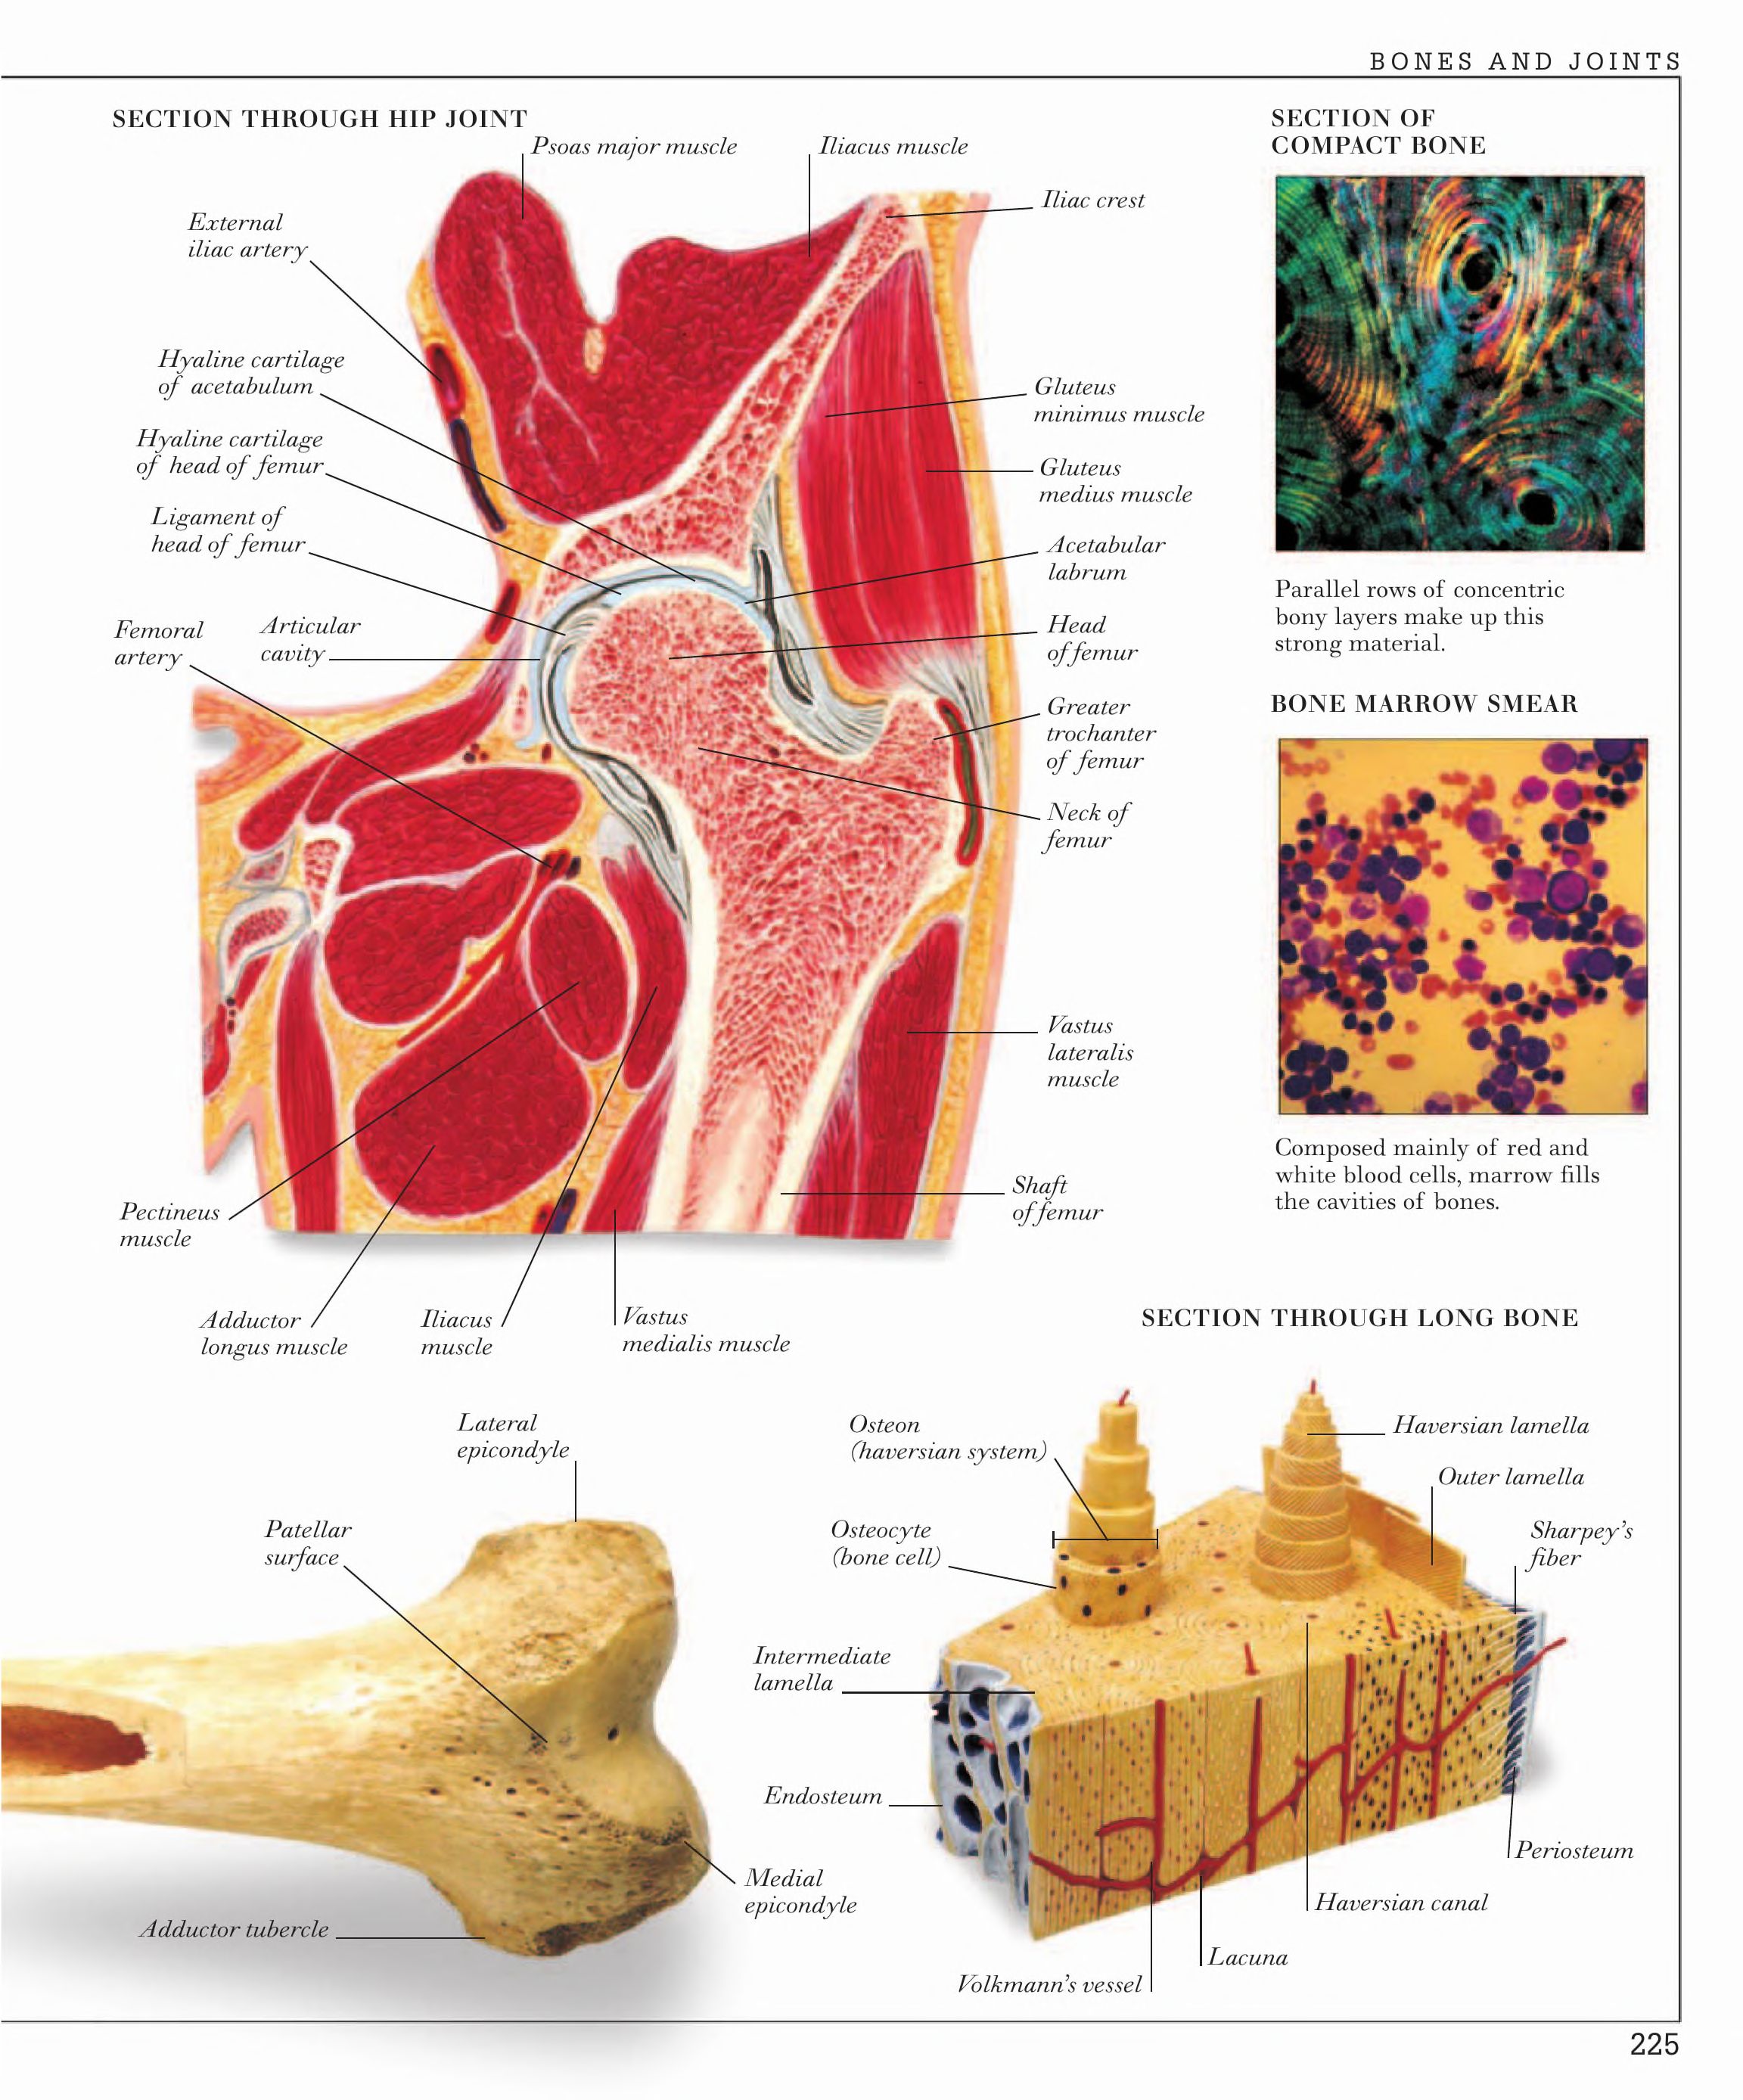 BONES AND JOINTS
SECTION THROUGH HIP JOINT
Psoas major muscle
Iliacus muscle
Iliac crest
External
iliac artery
Hyaline cartilage
of acetabulum
Hyaline cartilage
of head of femur
Ligament of
head of femur
Femoral
artery
Articular
cavity
Gluteus
minimus muscle
Gluteus
medius muscle
Acetabular
labrum
Head
of femur
Greater
trochanter
of femur
Neck of
femur
Vastus
lateralis
muscle
Shaft
of femur
Pectineus
muscle
Adductor
longus muscle
Iliacus
muscle
Vastus
medialis muscle
SECTION OF
COMPACT BONE
Parallel rows of concentric
bony layers make up this
strong material.
BONE MARROW SMEAR
Composed mainly of red and
white blood cells, marrow fills
the cavities of bones.
Lateral
epicondyle
Patellar
surface
Medial
epicondyle
Adductor tubercle
SECTION THROUGH LONG BONE
Osteon
(haversian system)
Haversian lamella
Outer lamella
Osteocyte
(bone cell)
Sharpey's
fiber
Intermediate
lamella
Endosteum
Periosteum
Haversian canal
Lacuna
Volkmann's vessel
225